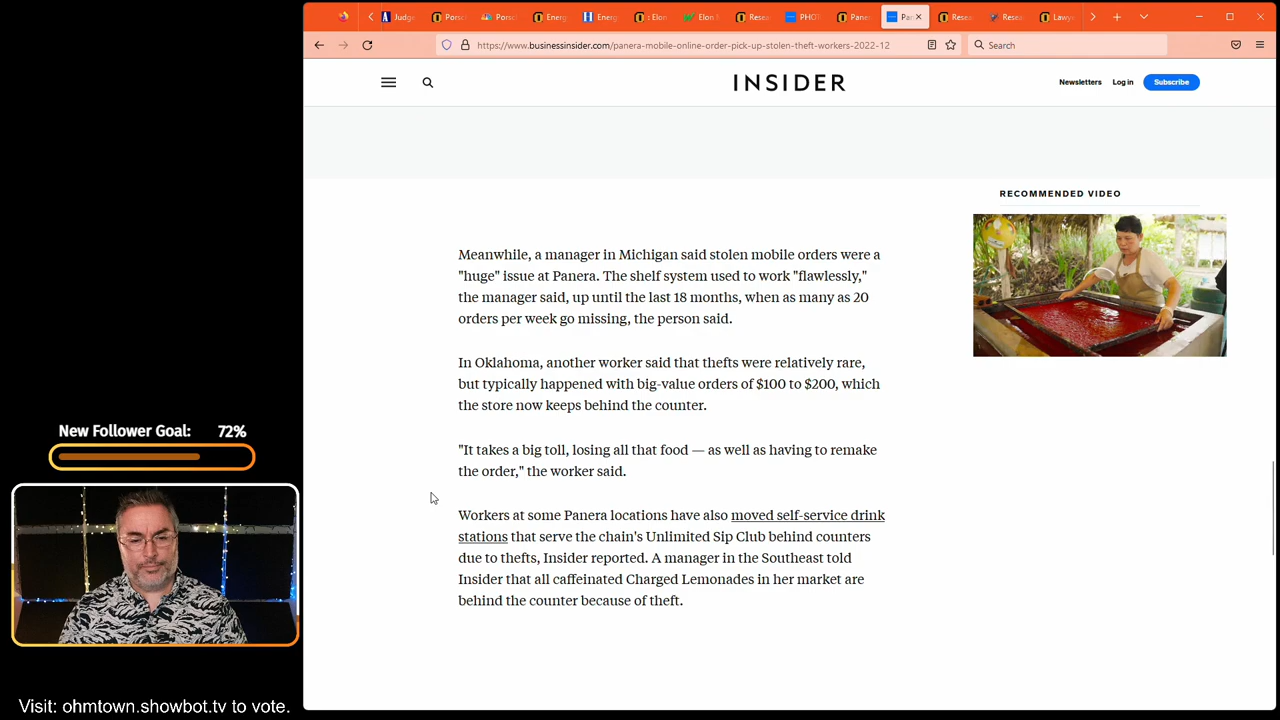 Judge
Porsc
Porsc
Energ
Energ
: Elon
Elon
Resea
PHOT
Paner
Pan
Resea
Resea
Lawye
https://www.businessinsider.com/panera-mobile-online-order-pick-up-stolen-theft-workers-2022-12
Search
INSIDER
Newsletters
Log in
Subscribe
RECOMMENDED VIDEO
Meanwhile, a manager in Michigan said stolen mobile orders were a
"huge" issue at Panera. The shelf system used to work "flawlessly,"
the manager said, up until the last 18 months, when as many as 20
orders per week go missing, the person said.
In Oklahoma, another worker said that thefts were relatively rare,
but typically happened with big-value orders of $100 to $200, which
the store now keeps behind the counter.
"It takes a big toll, losing all that food — as well as having to remake
the order," the worker said.
Workers at some Panera locations have also moved self-service drink
stations that serve the chain's Unlimited Sip Club behind counters
due to thefts, Insider reported. A manager in the Southeast told
Insider that all caffeinated Charged Lemonades in her market are
behind the counter because of theft.
New Follower Goal: 72%
Visit: ohmtown.showbot.tv to vote.